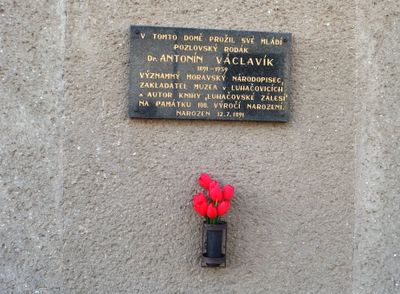 V TOMTO DOMĚ PROŽIL SVÉ MLÁDÍ
POZLOVSKÝ RODÁK
Dr. ANTONÍN VÁCLAVÍK
1891-1959
VÝZNAMNÝ MORAVSKÝ NÁRODOPISEC,
ZAKLADATEL MUZEA V LUHAČOVICÍCH
A AUTOR KNIHY „LUHAČOVSKÉ ZÁLESÍ"
NA PAMÁTKU 100. VÝROČÍ NAROZENÍ.
NAROZEN 12.7.1891